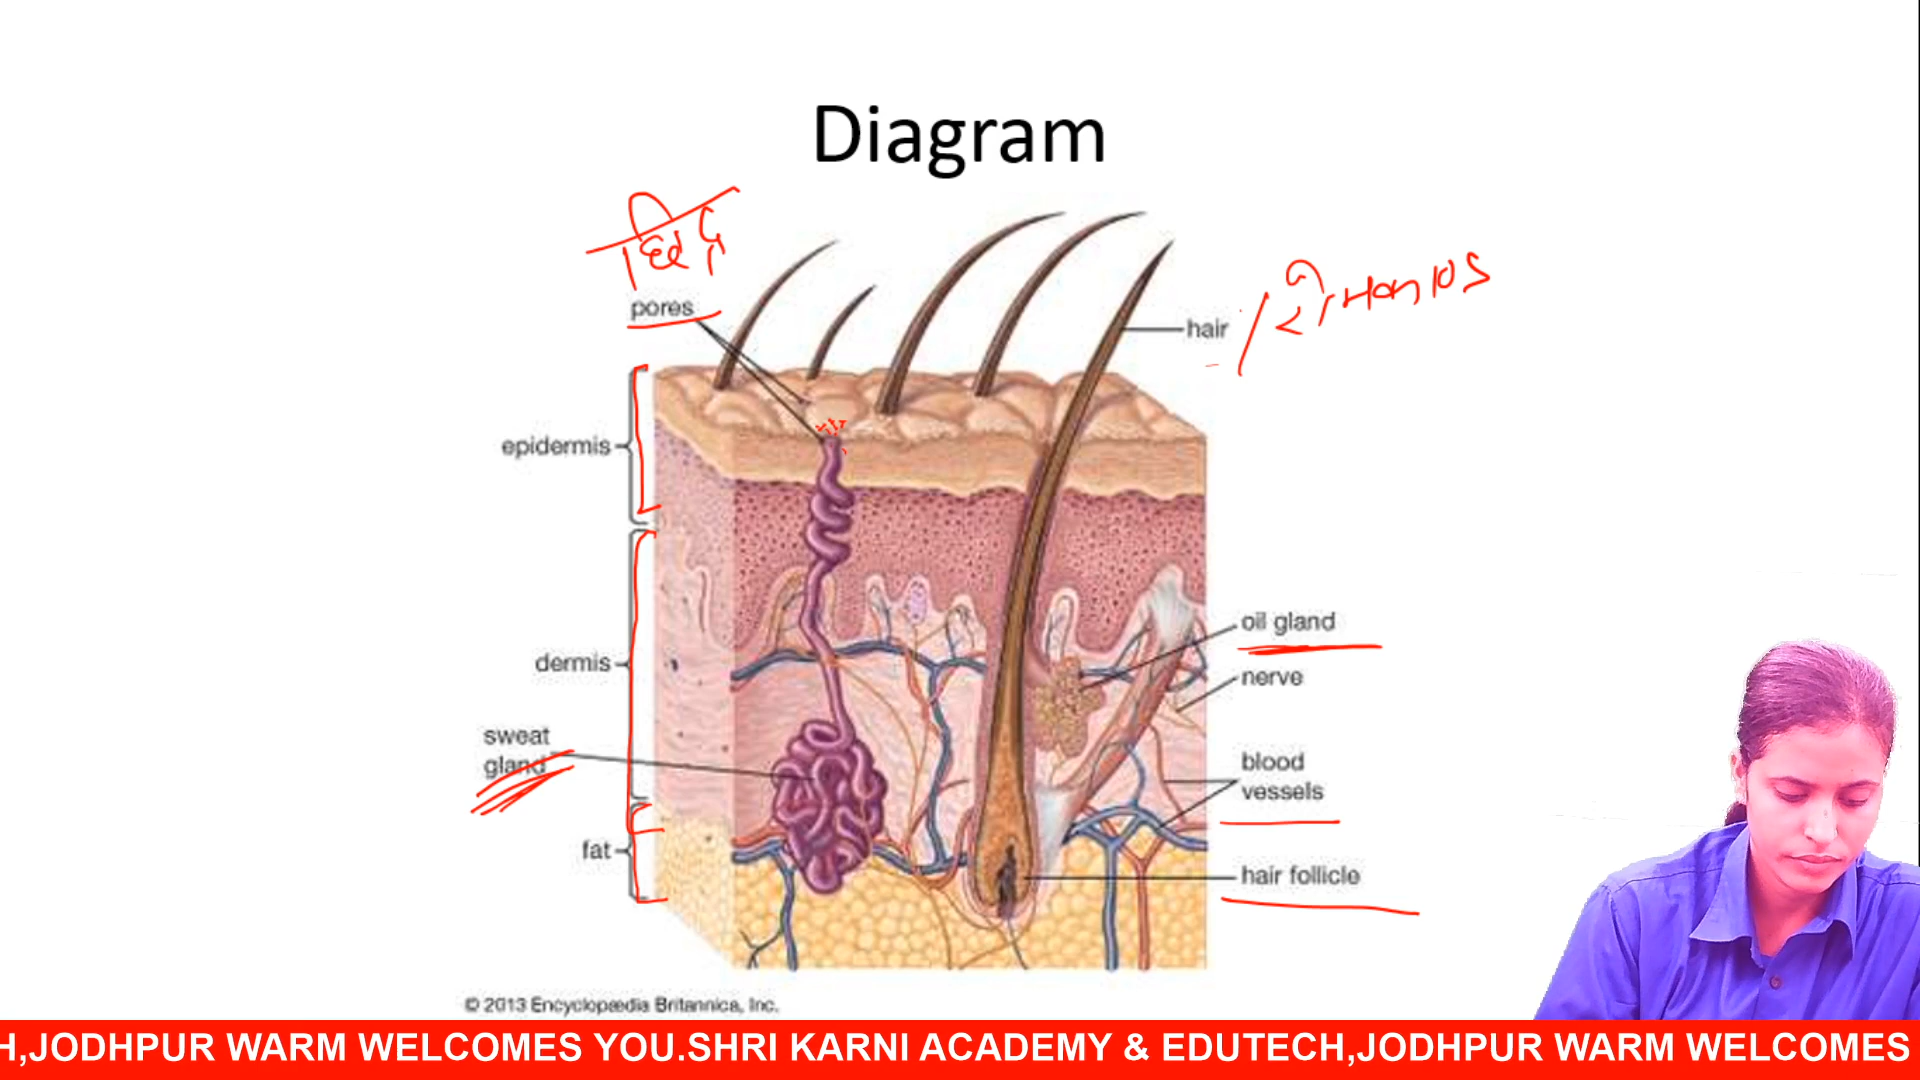 Diagram
छिद्र
pores
hair
epidermis
oil gland
nerve
dermis
sweat
gland
blood
vessels
fat
hair follicle
© 2013 Encyclopædia Britannica, Inc.
H,JODHPUR WARM WELCOMES YOU.SHRI KARNI ACADEMY & EDUTECH,JODHPUR WARM WELCOMES